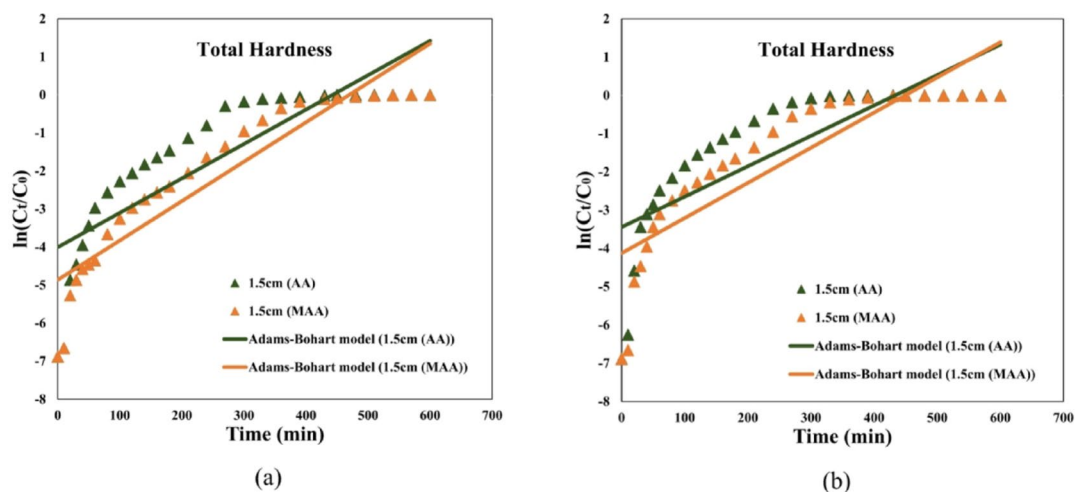 2
1
0
-1
-2
-3
-4
-5
-6
-7
-8
ln(Ct/C0)
Total Hardness
1.5cm (AA)
1.5cm (MAA)
Adams-Bohart model (1.5cm (AA))
Adams-Bohart model (1.5cm (MAA))
0 100 200 300 400 500 600 700
Time (min)
(a)
2
1
0
-1
-2
-3
-4
-5
-6
-7
-8
ln(Ct/C0)
Total Hardness
1.5cm (AA)
1.5cm (MAA)
Adams-Bohart model (1.5cm (AA))
Adams-Bohart model (1.5cm (MAA))
0 100 200 300 400 500 600 700
Time (min)
(b)